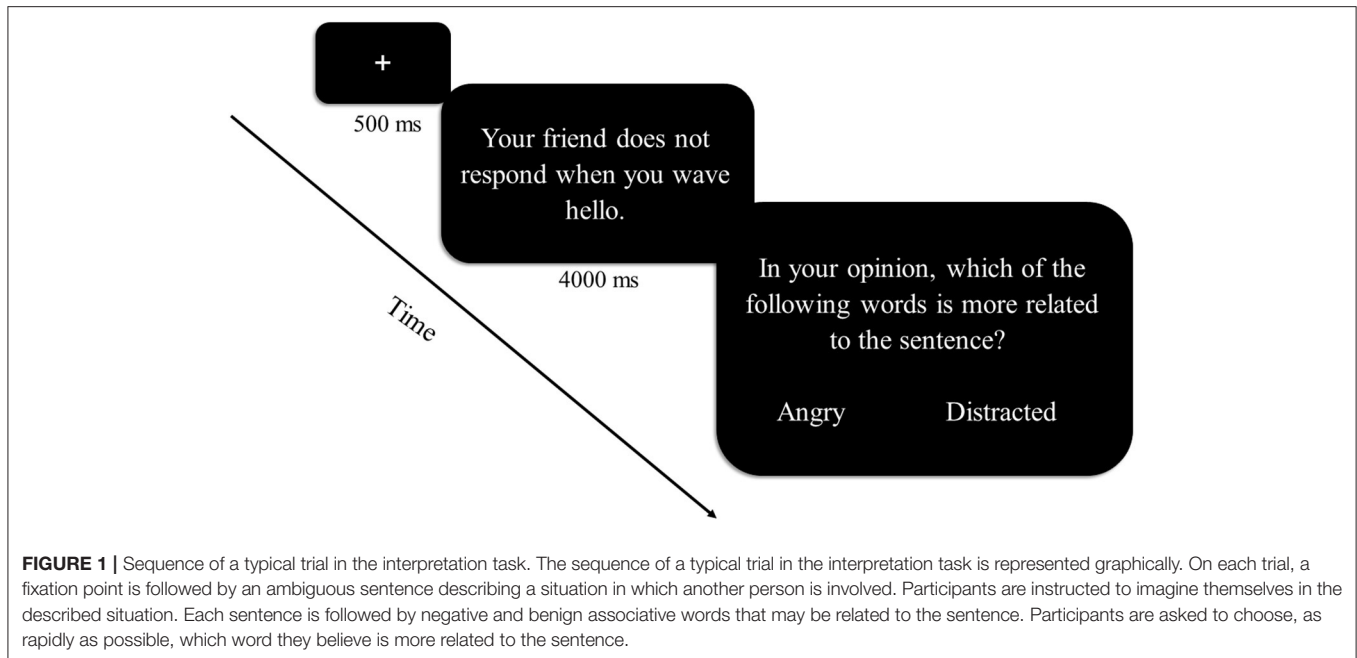 +
500 ms
Your friend does not
respond when you wave
hello.
4000 ms
Time
In your opinion, which of the
following words is more related
to the sentence?
Angry Distracted
FIGURE 1 | Sequence of a typical trial in the interpretation task. The sequence of a typical trial in the interpretation task is represented graphically. On each trial, a
fixation point is followed by an ambiguous sentence describing a situation in which another person is involved. Participants are instructed to imagine themselves in the
described situation. Each sentence is followed by negative and benign associative words that may be related to the sentence. Participants are asked to choose, as
rapidly as possible, which word they believe is more related to the sentence.